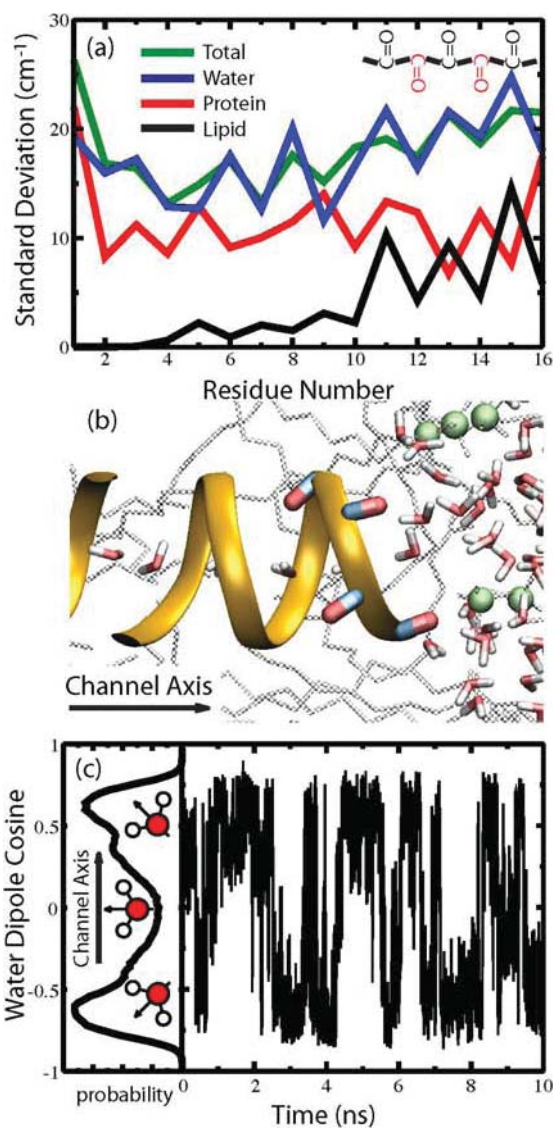 30
20
10
0
Standard Deviation (cm⁻¹)
(a)
Total
Water
Protein
Lipid
C=O
C=O
C=O
C=O
C=O
2 4 6 8 10 12 14 16
Residue Number
(b)
Channel Axis
1
0.5
0
-0.5
-1
Water Dipole Cosine
(c)
Channel Axis
probability
0 2 4 6 8 10
Time (ns)